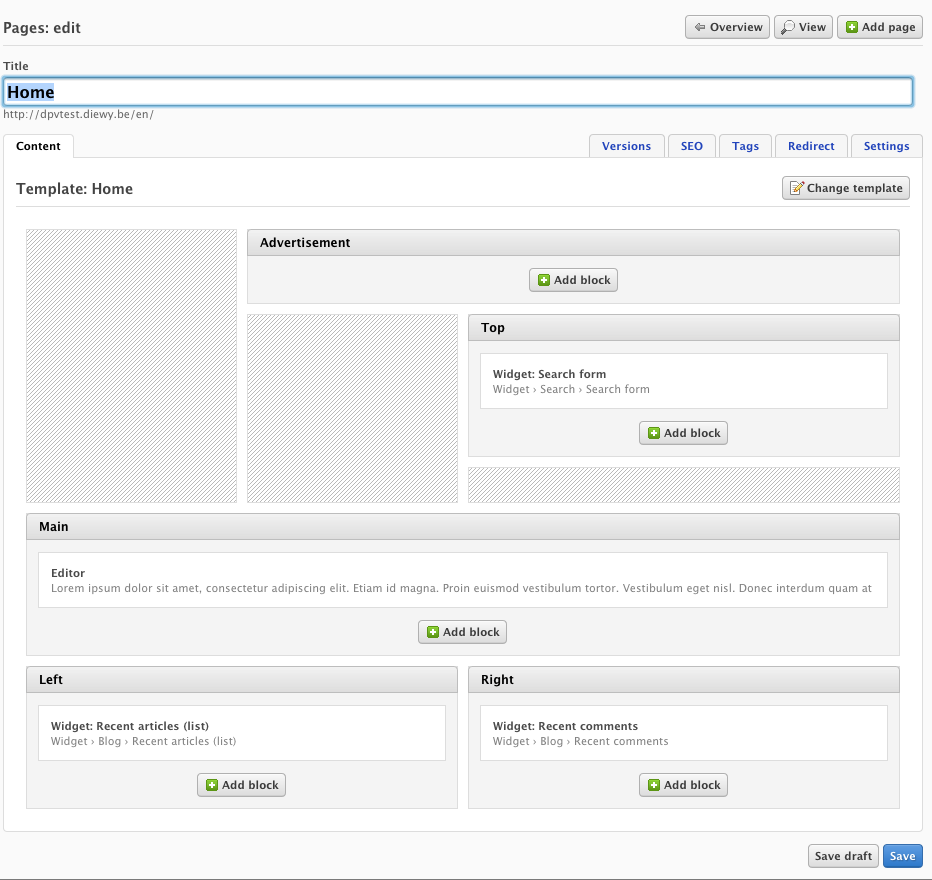 Pages: edit
Overview
View
Add page
Title
Home
http://dpvtest.diewy.be/en/
Content
Versions
SEO
Tags
Redirect
Settings
Template: Home
Change template
Advertisement
Add block
Top
Widget: Search form
Widget › Search › Search form
Add block
Main
Editor
Lorem ipsum dolor sit amet, consectetur adipiscing elit. Etiam id magna. Proin euismod vestibulum tortor. Vestibulum eget nisl. Donec interdum quam at
Add block
Left
Widget: Recent articles (list)
Widget › Blog › Recent articles (list)
Add block
Right
Widget: Recent comments
Widget › Blog › Recent comments
Add block
Save draft
Save